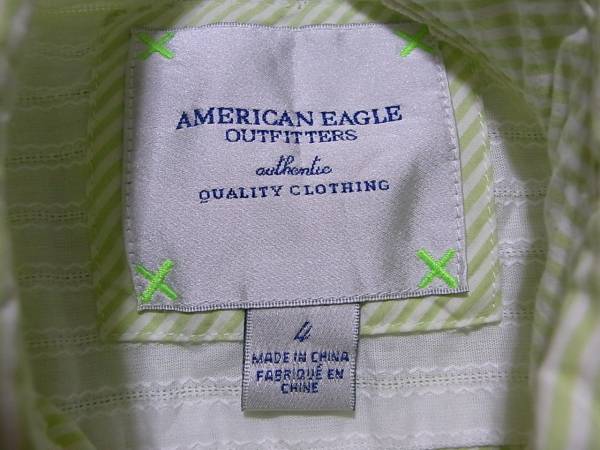 AMERICAN EAGLE
OUTFITTERS
authentic
QUALITY CLOTHING
4
MADE IN CHINA
FABRIQUÉ EN
CHINE